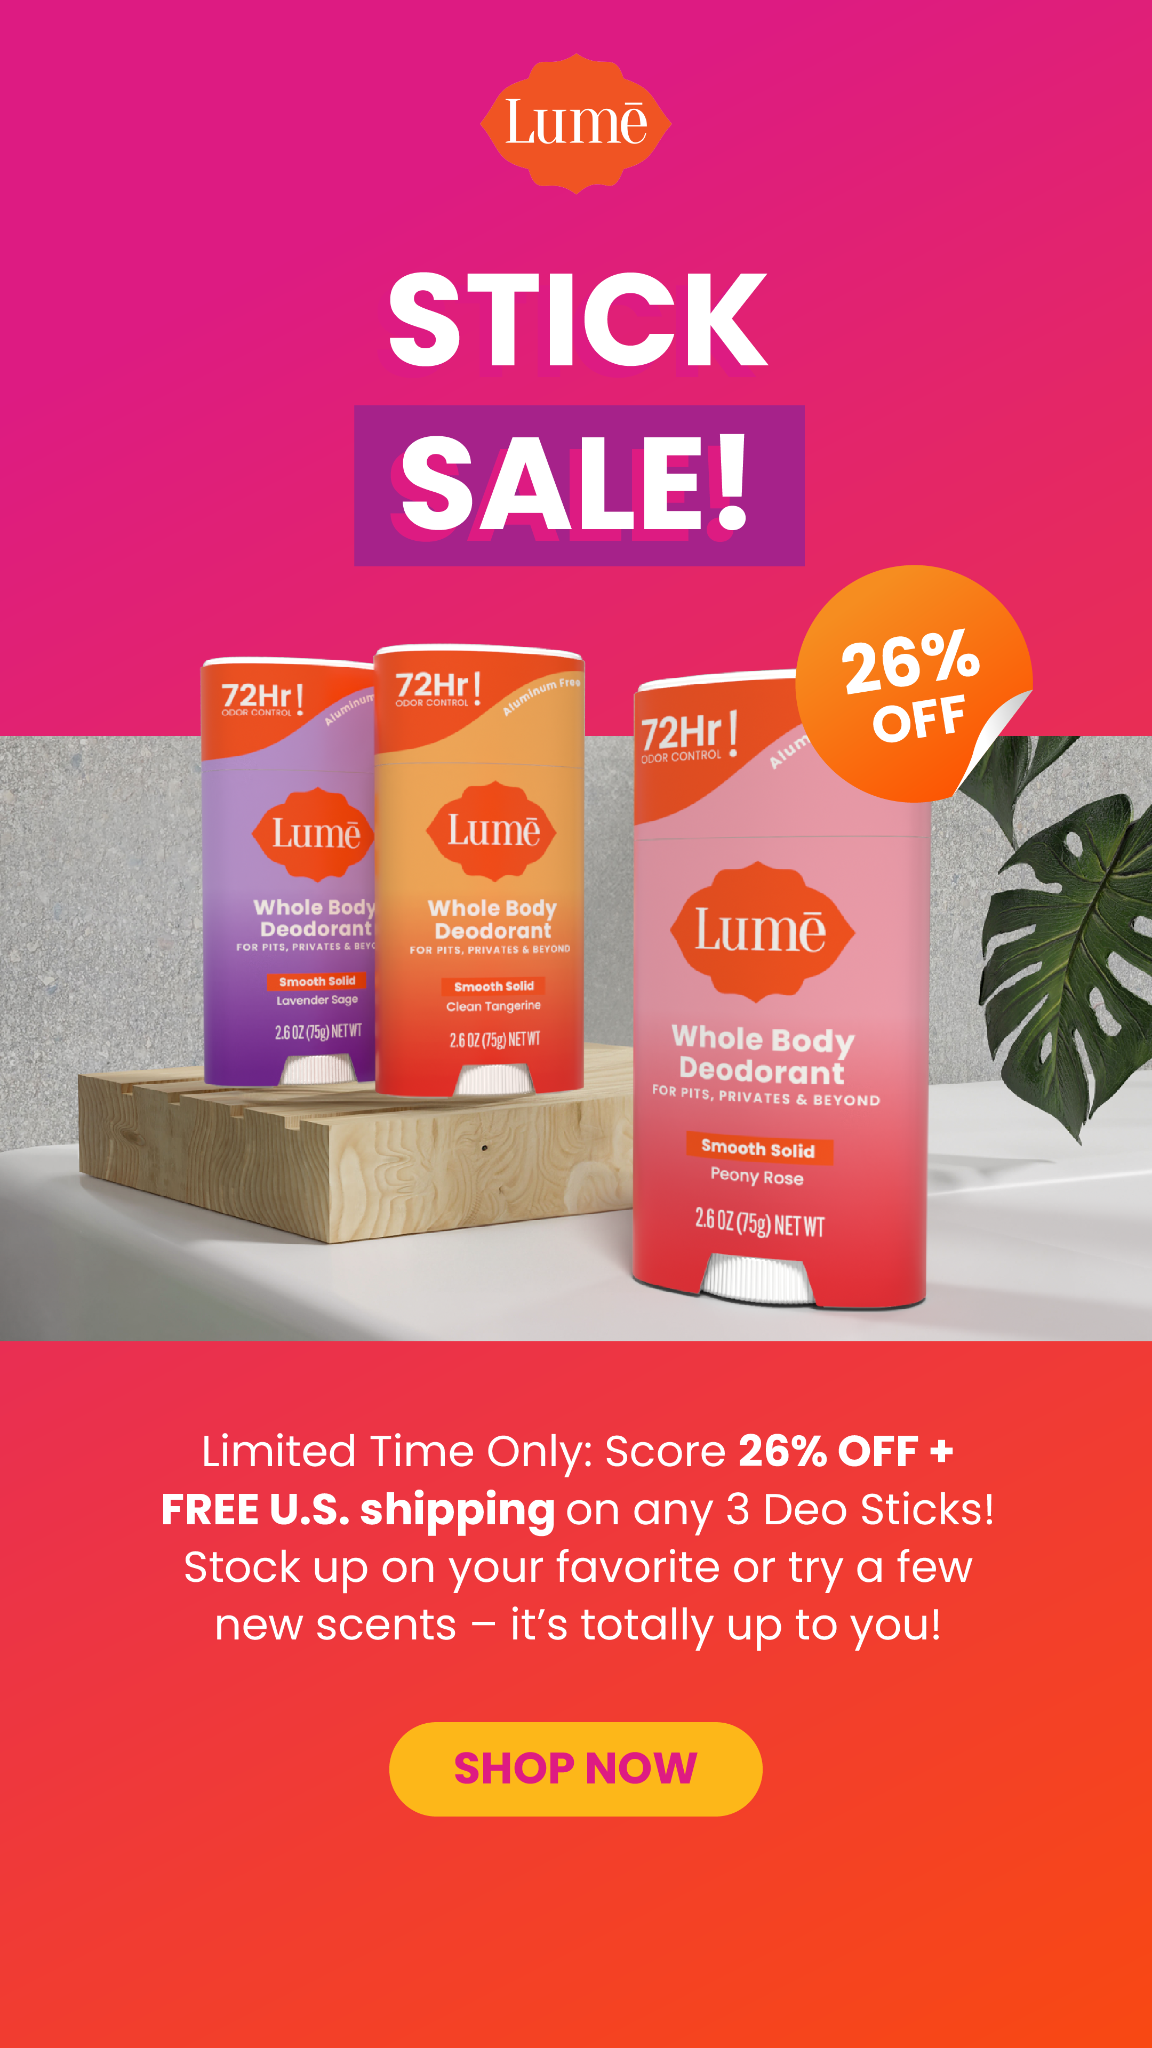 Lumē
STICK
SALE!
26%
OFF
72Hr!
ODOR CONTROL
Aluminum
Lumē
Whole Body
Deodorant
FOR PITS, PRIVATES &
Smooth Solid
Lavender Sage
2.6 OZ (75g) NET WT
72Hr!
ODOR CONTROL
Aluminum Free
Lumē
Whole Body
Deodorant
FOR PITS, PRIVATES & BEYOND
Smooth Solid
Clean Tangerine
2.6 OZ (75g) NET WT
72Hr!
ODOR CONTROL
Alum
Lumē
Whole Body
Deodorant
FOR PITS, PRIVATES & BEYOND
Smooth Solid
Peony Rose
2.6 OZ (75g) NET WT
Limited Time Only: Score 26% OFF +
FREE U.S. shipping on any 3 Deo Sticks!
Stock up on your favorite or try a few
new scents – it's totally up to you!
SHOP NOW